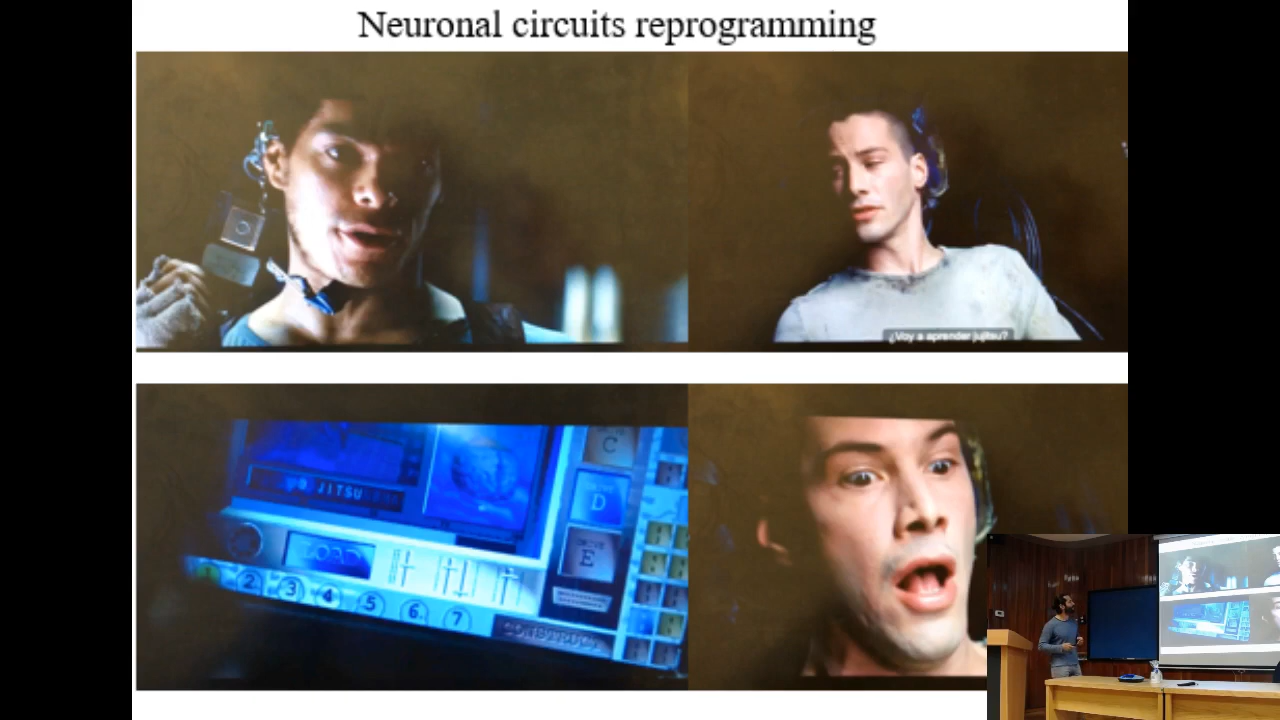 Neuronal circuits reprogramming
¿Voy a aprender jujitsu?
JITSU
LOAD
C
D
E
2 3 4 5 6 7
CONSTRUCT